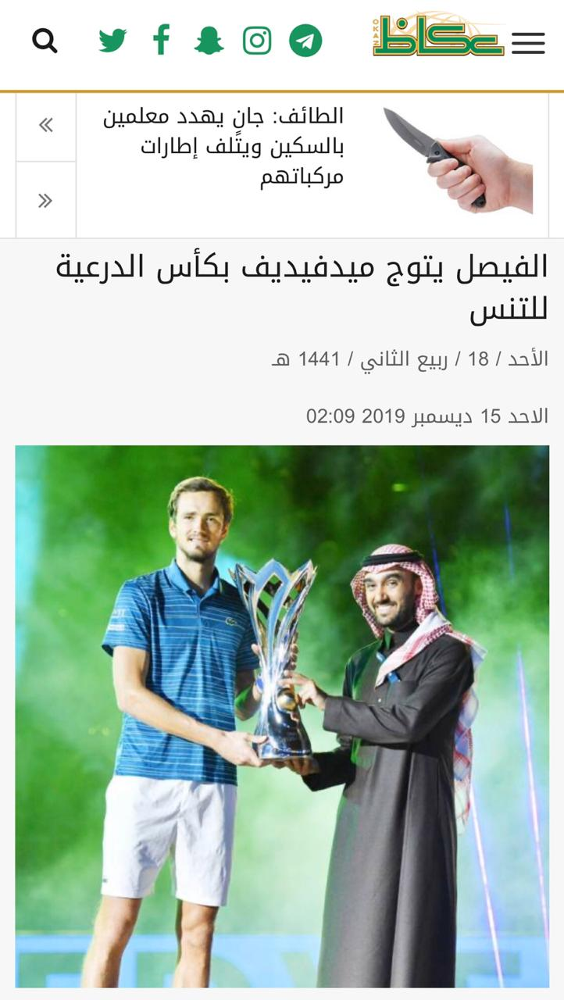 عكاظ
OKAZ
الطائف: جانٍ يهدد معلمين
بالسكين ويتلف إطارات
مركباتهم
الفيصل يتوج ميدفيديف بكأس الدرعية
للتنس
الأحد / 18 / ربيع الثاني / 1441 هـ
الاحد 15 ديسمبر 2019 02:09